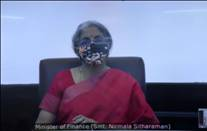 Minister of Finance (Smt. Nirmala Sitharaman)